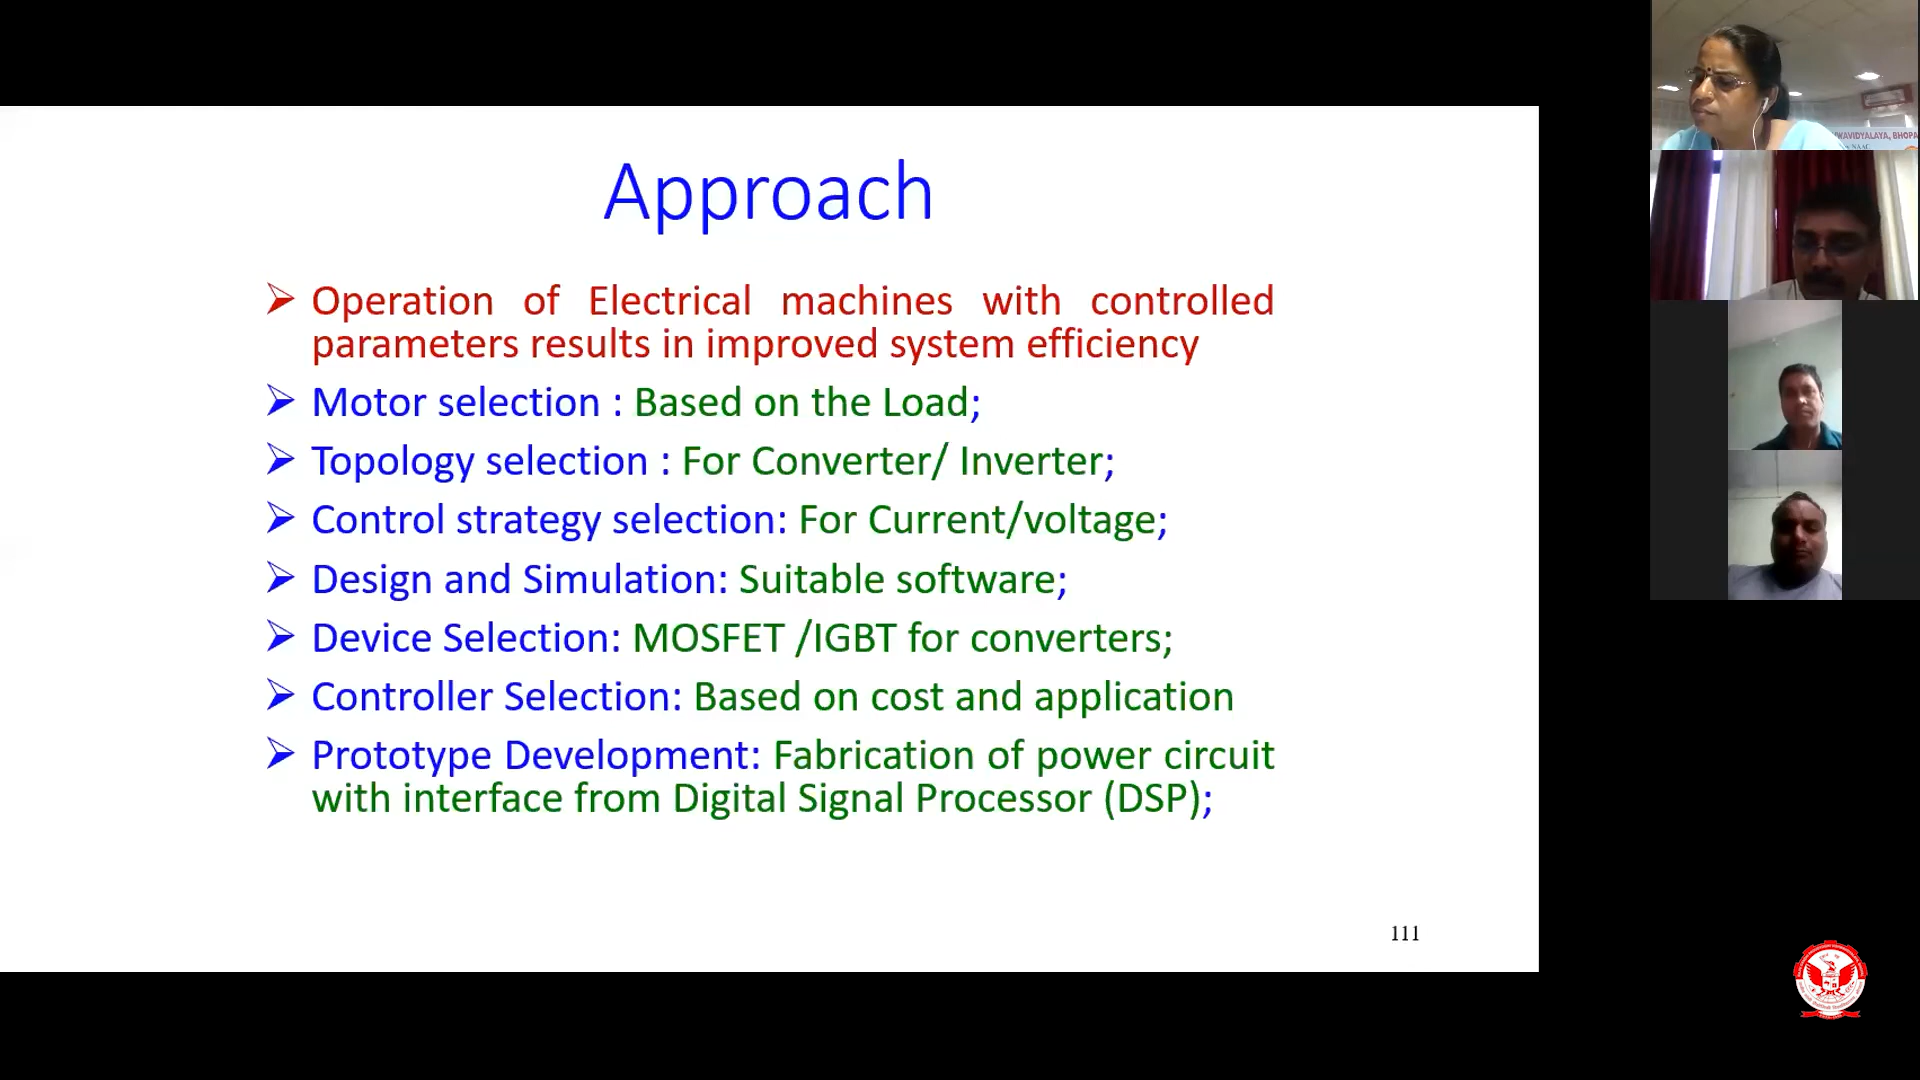 Approach
➢ Operation of Electrical machines with controlled
parameters results in improved system efficiency
➢ Motor selection : Based on the Load;
➢ Topology selection : For Converter/ Inverter;
➢ Control strategy selection: For Current/voltage;
➢ Design and Simulation: Suitable software;
➢ Device Selection: MOSFET /IGBT for converters;
➢ Controller Selection: Based on cost and application
➢ Prototype Development: Fabrication of power circuit
with interface from Digital Signal Processor (DSP);
111
NAAC